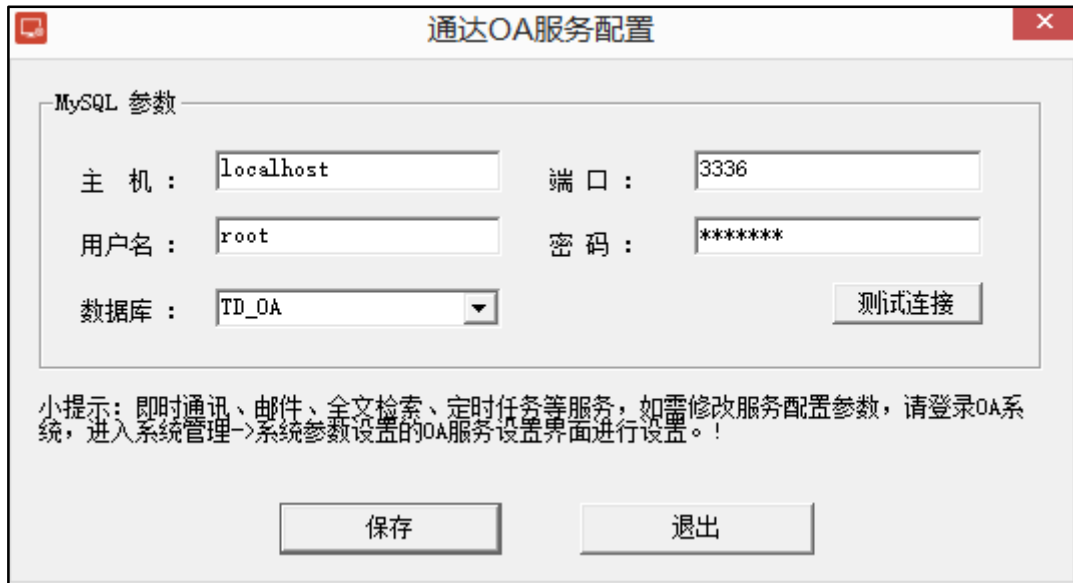 通达OA服务配置
MySQL 参数
主 机 : localhost 端 口 : 3336
用户名 : root 密 码 : *******
数据库 : TD_OA 测试连接
小提示: 即时通讯、邮件、全文检索、定时任务等服务, 如需修改服务配置参数, 请登录OA系
统, 进入系统管理->系统参数设置的OA服务设置界面进行设置。!
保存 退出